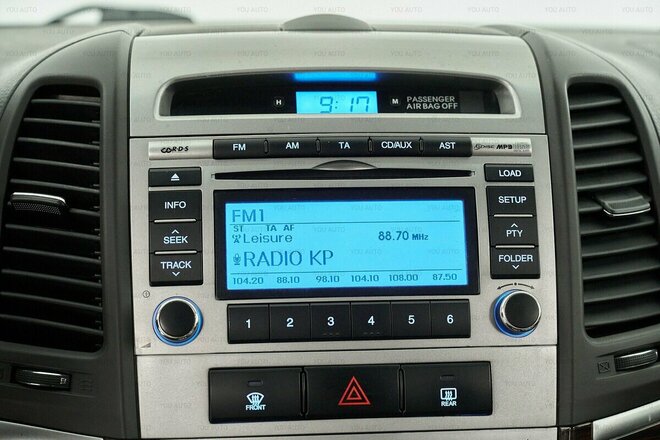 H 9:17 M PASSENGER
AIR BAG OFF
RDS FM AM TA CD/AUX AST MP3
LOAD
INFO SETUP
SEEK PTY
TRACK FOLDER
FM1
ST TA AF
Leisure 88.70 MHz
RADIO KP
104.20 88.10 98.10 104.10 108.00 87.50
1 2 3 4 5 6
FRONT REAR
YOU AUTO